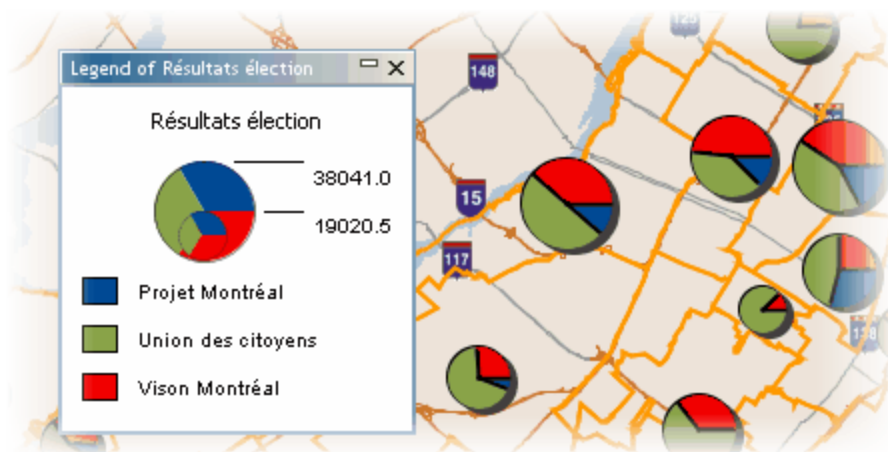 Legend of Résultats élection
Résultats élection
38041.0
19020.5
Projet Montréal
Union des citoyens
Vison Montréal
125
148
15
117